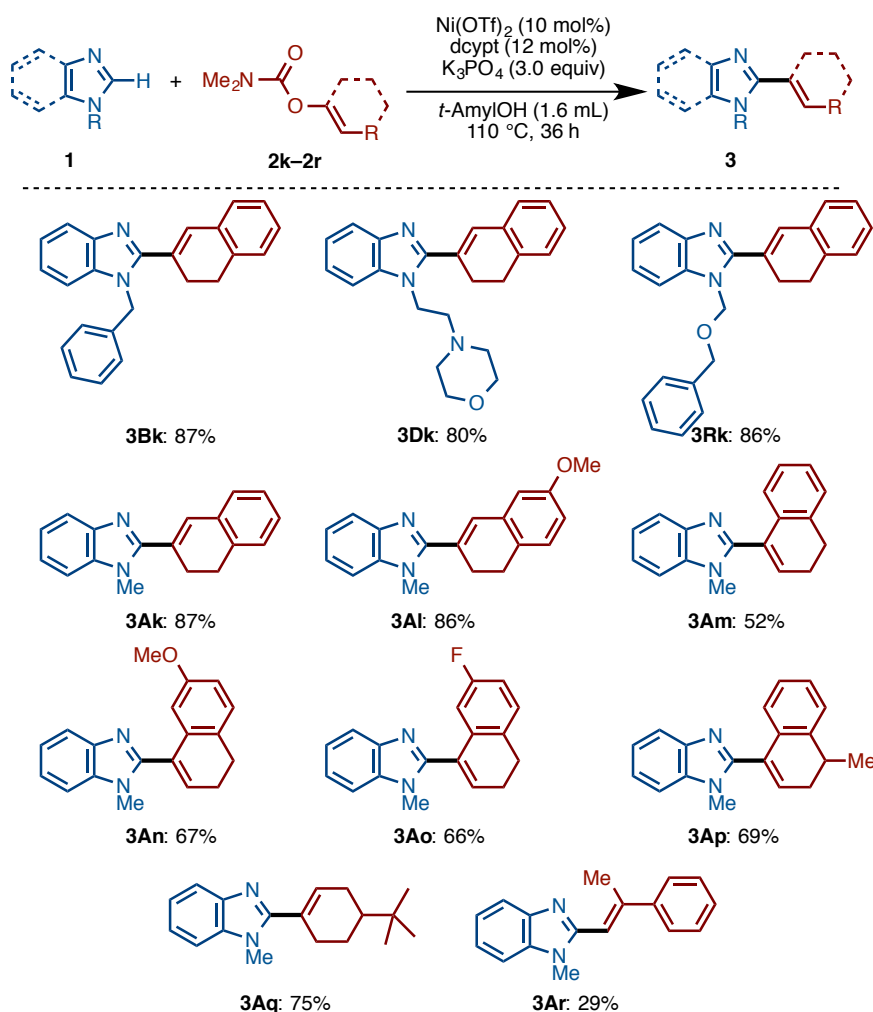 Ni(OTf)₂ (10 mol%)
dcypt (12 mol%)
K₃PO₄ (3.0 equiv)
t-AmylOH (1.6 mL)
110 °C, 36 h
N
H
N
R
1
+
Me₂N
O
O
R
2k–2r
N
N
R
R
3
N
N
3Bk: 87%
N
N
N
O
3Dk: 80%
N
N
O
3Rk: 86%
N
N
Me
3Ak: 87%
N
N
Me
OMe
3Al: 86%
N
N
Me
3Am: 52%
MeO
N
N
Me
3An: 67%
F
N
N
Me
3Ao: 66%
N
N
Me
Me
3Ap: 69%
N
N
Me
3Aq: 75%
Me
N
N
Me
3Ar: 29%